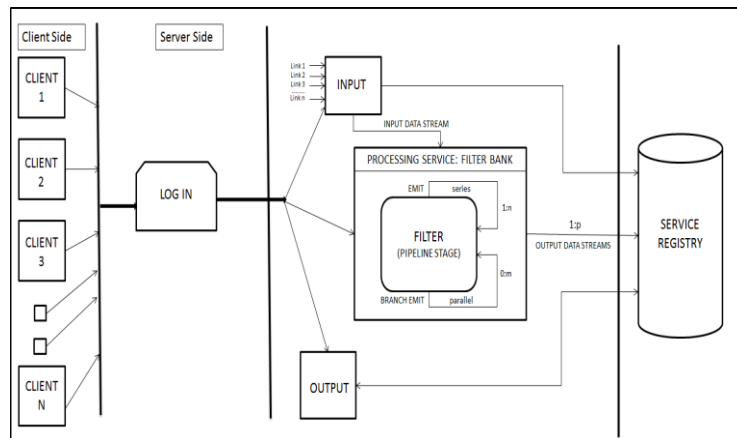 Client Side
Server Side
CLIENT
1
CLIENT
2
CLIENT
3
CLIENT
N
LOG IN
Link 1
Link 2
Link 3
Link n
INPUT
INPUT DATA STREAM
PROCESSING SERVICE: FILTER BANK
EMIT
series
1:n
FILTER
(PIPELINE STAGE)
0:m
BRANCH EMIT
parallel
1:p
OUTPUT DATA STREAMS
OUTPUT
SERVICE
REGISTRY